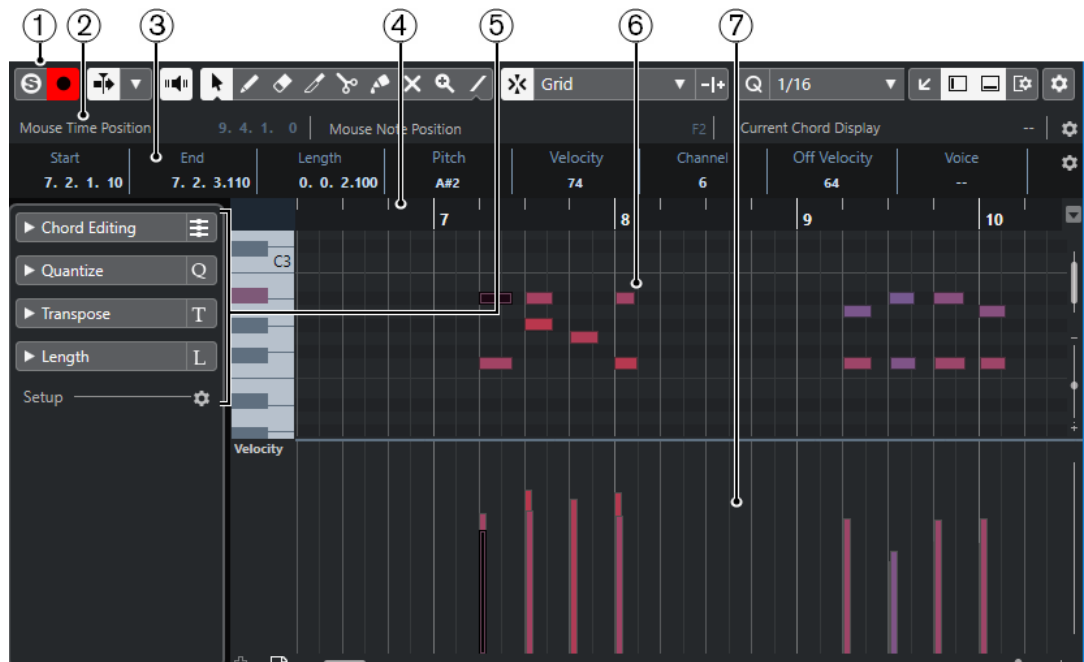 1 2 3 4 5 6 7
S Grid Q 1/16
Mouse Time Position 9. 4. 1. 0 Mouse Note Position F2 Current Chord Display --
Start End Length Pitch Velocity Channel Off Velocity Voice
7. 2. 1. 10 7. 2. 3.110 0. 0. 2.100 A#2 74 6 64 --
7 8 9 10
Chord Editing
C3
Quantize Q
Transpose T
Length L
Setup
Velocity